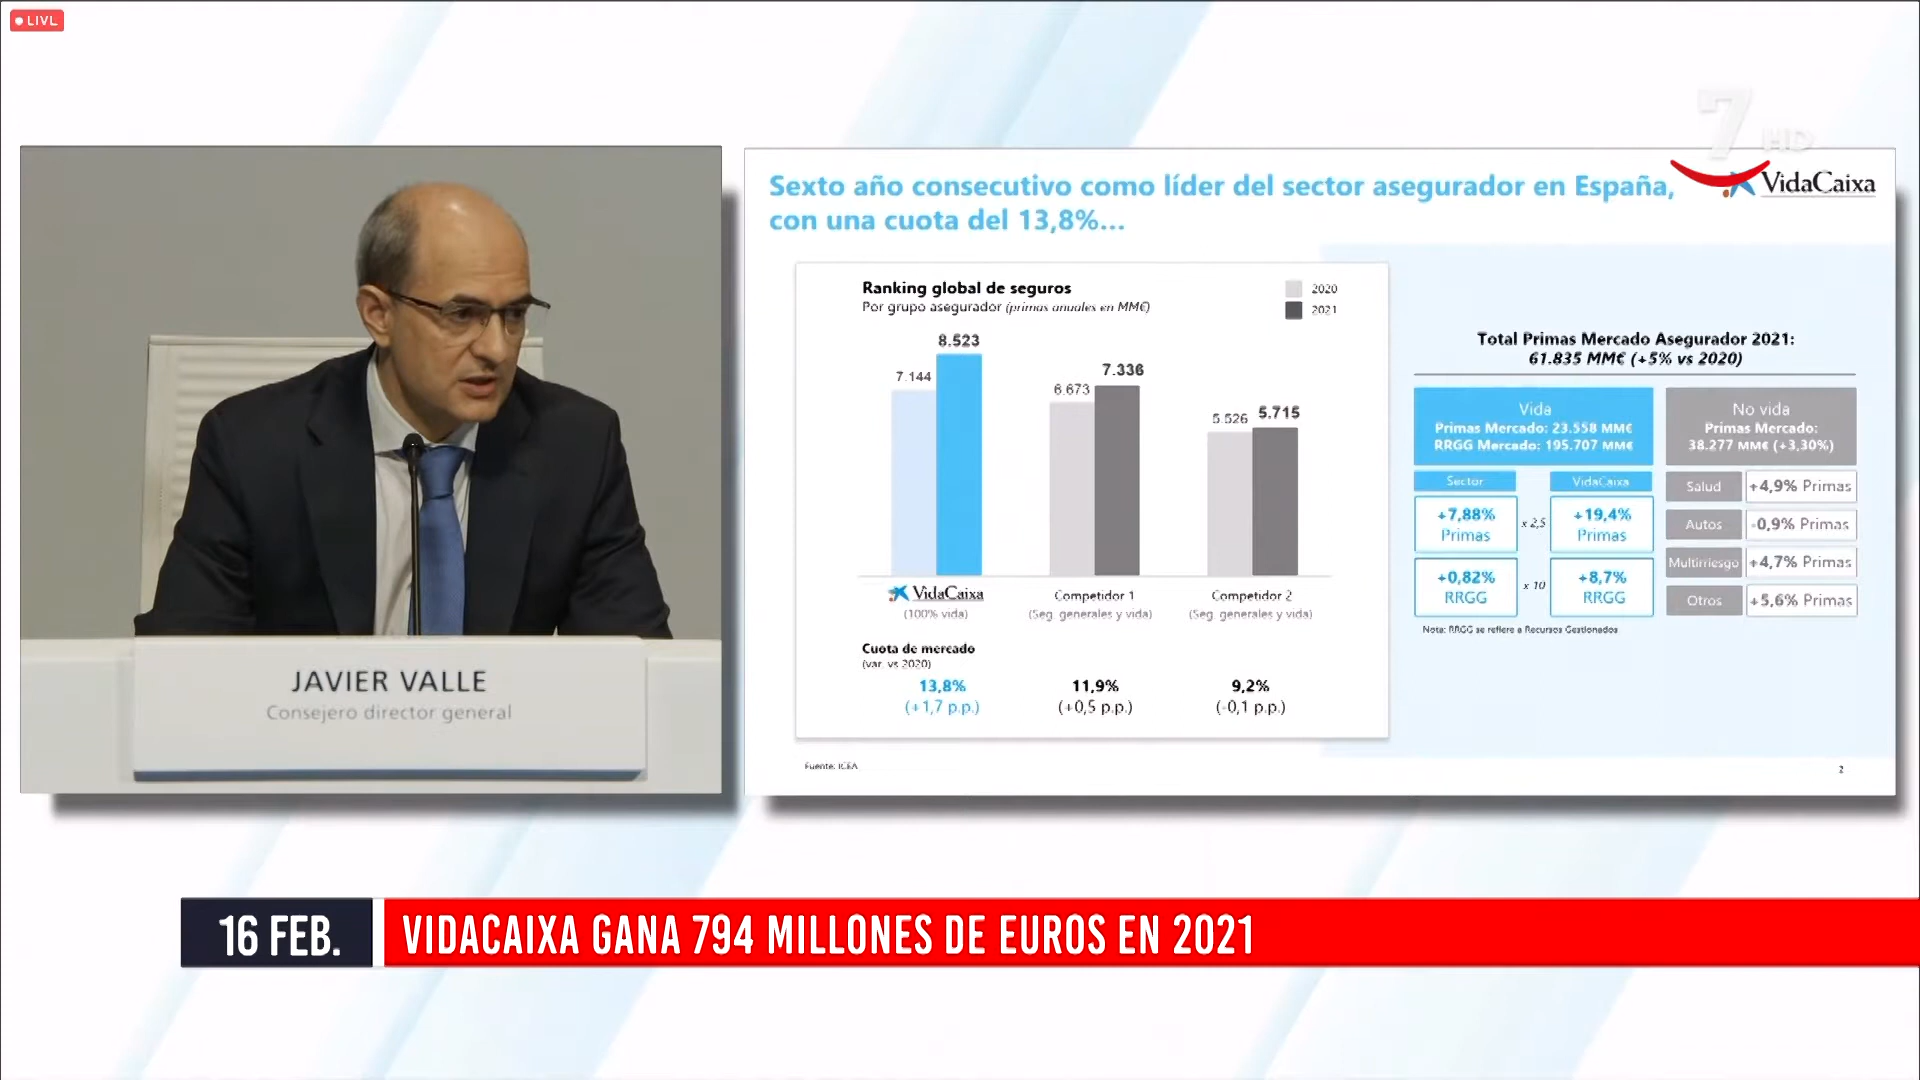 LIVE
7
HD
JAVIER VALLE
Consejero director general
Sexto año consecutivo como líder del sector asegurador en España,
con una cuota del 13,8%...
VidaCaixa
Ranking global de seguros
Por grupo asegurador (primas anuales en MM€)
2020
2021
7.144
8.523
6.673
7.336
5.526
5.715
VidaCaixa
(100% vida)
Competidor 1
(Seg. generales y vida)
Competidor 2
(Seg. generales y vida)
Cuota de mercado
(var. vs 2020)
13,8%
(+1,7 p.p.)
11,9%
(+0,5 p.p.)
9,2%
(-0,1 p.p.)
Fuente: ICEA
Total Primas Mercado Asegurador 2021:
61.835 MM€ (+5% vs 2020)
Vida
Primas Mercado: 23.558 MM€
RRGG Mercado: 195.707 MM€
Sector
VidaCaixa
+7,88%
Primas
x 2,5
+19,4%
Primas
+0,82%
RRGG
x 10
+8,7%
RRGG
No vida
Primas Mercado:
38.277 MM€ (+3,30%)
Salud
+4,9% Primas
Autos
-0,9% Primas
Multirriesgo
+4,7% Primas
Otros
+5,6% Primas
Nota: RRGG se refiere a Recursos Gestionados
2
16 FEB.
VIDACAIXA GANA 794 MILLONES DE EUROS EN 2021